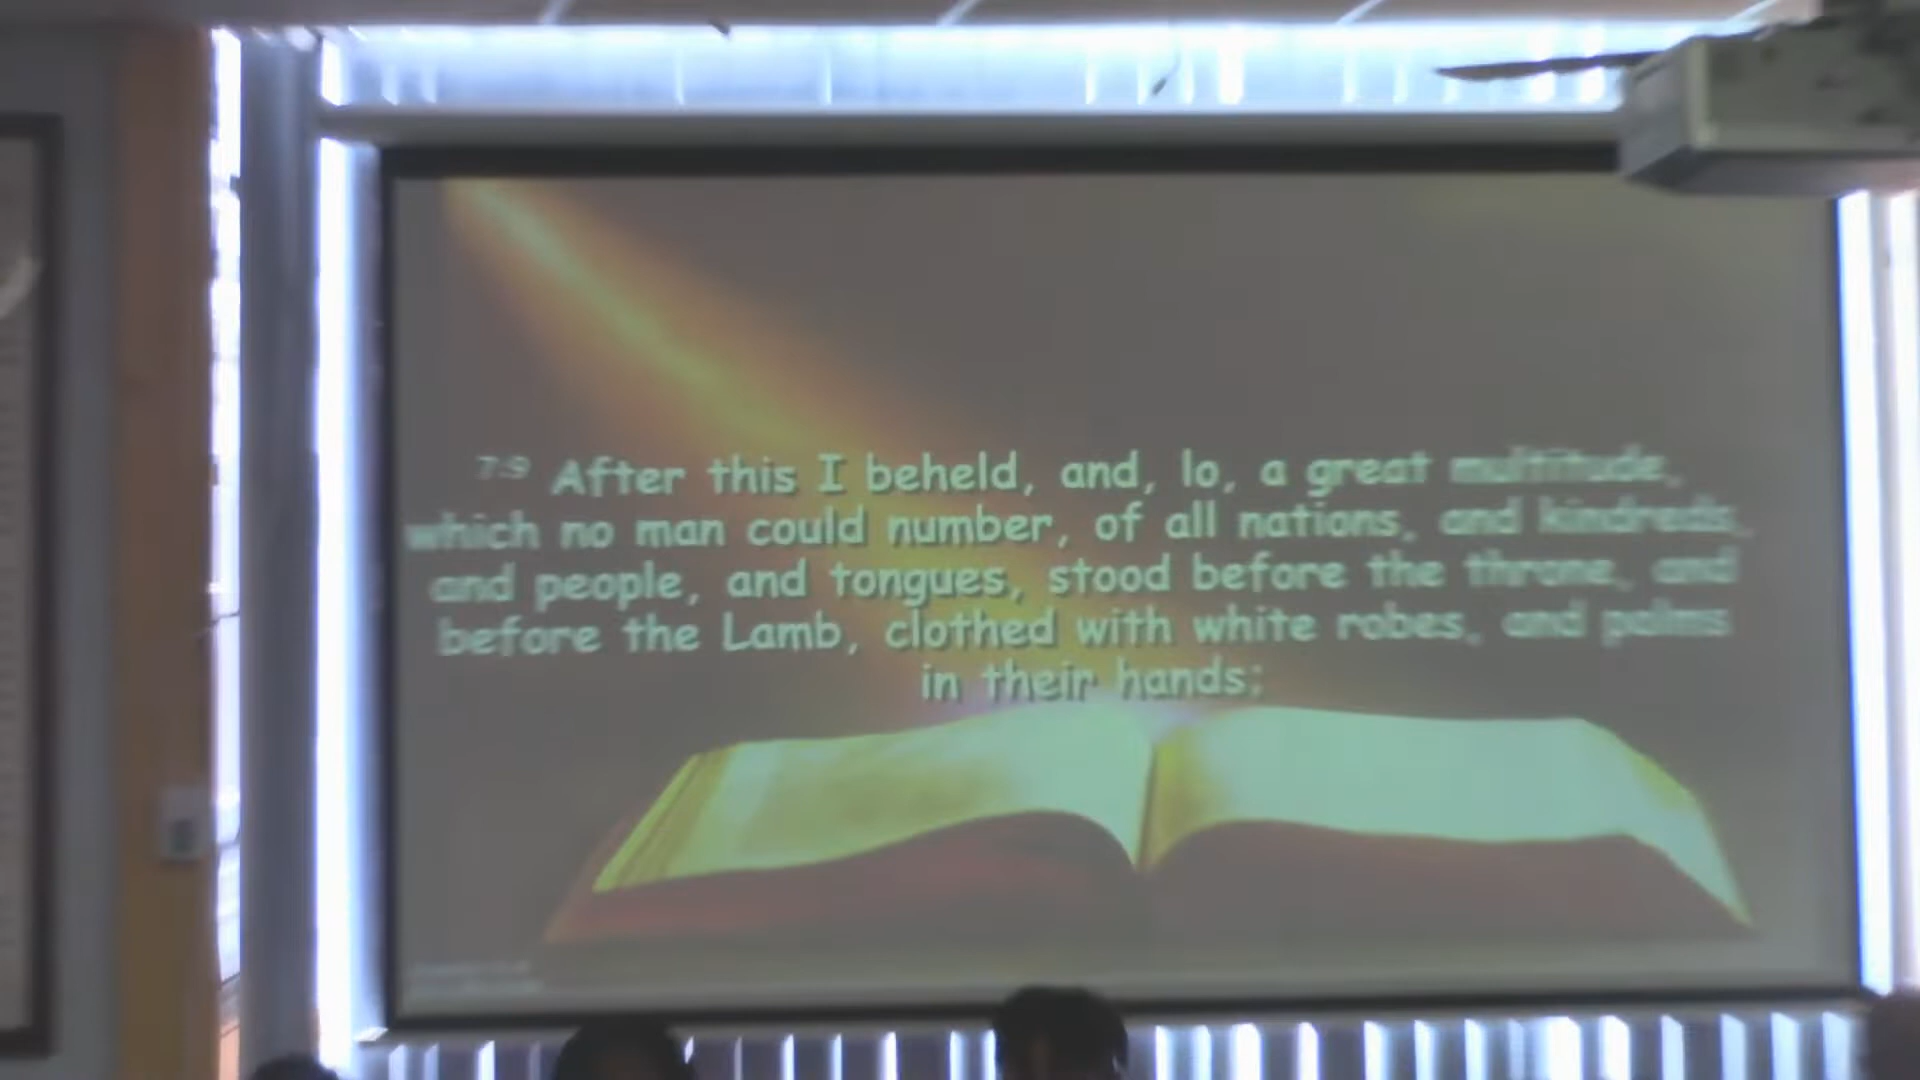 7:9 After this I beheld, and, lo, a great multitude,
which no man could number, of all nations, and kindreds,
and people, and tongues, stood before the throne, and
before the Lamb, clothed with white robes, and palms
in their hands;